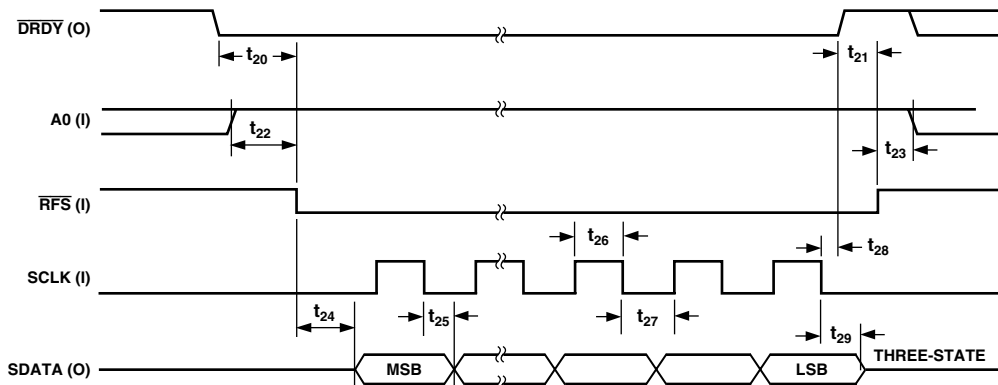 DRDY (O)
t20
t21
A0 (I)
t22
t23
RFS (I)
t26
t28
SCLK (I)
t24
t25
t27
t29
SDATA (O)
MSB
LSB
THREE-STATE